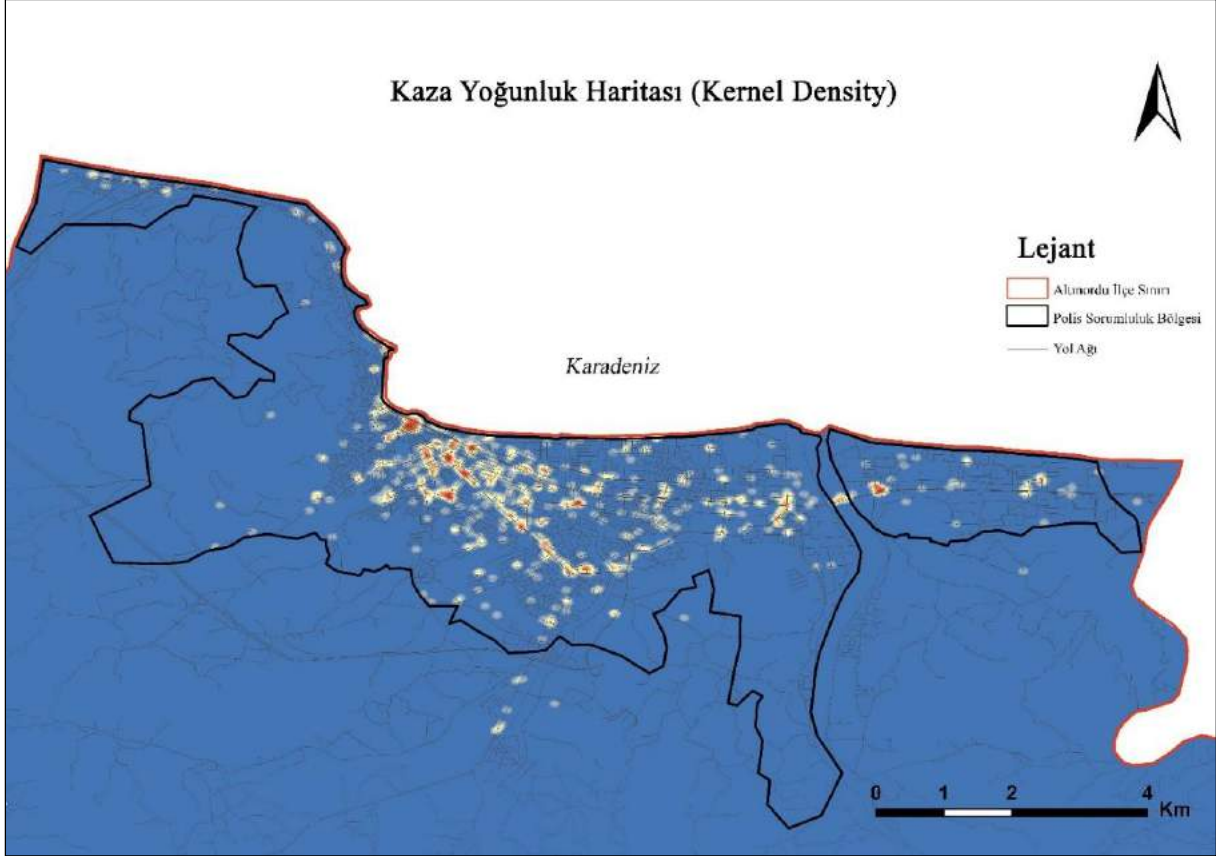 Kaza Yoğunluk Haritası (Kernel Density)
Lejant
Altınordu İlçe Sınırı
Polis Sorumluluk Bölgesi
Yol Ağı
Karadeniz
0 1 2 4
Km